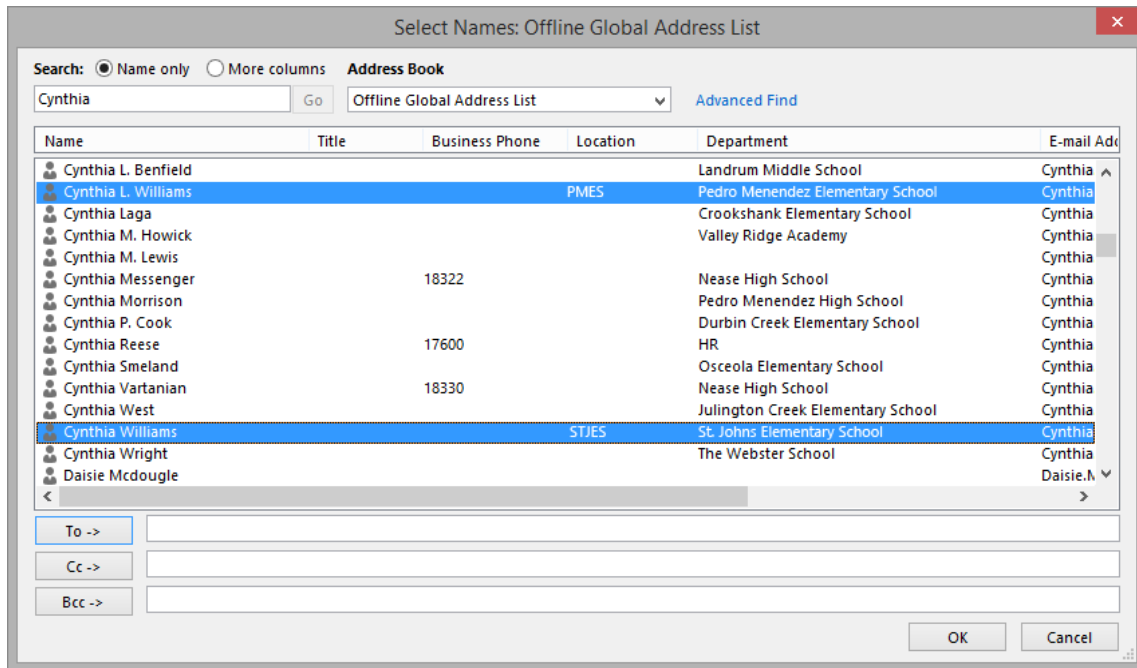 Select Names: Offline Global Address List
Search: Name only More columns Address Book
Cynthia Go Offline Global Address List Advanced Find
Name Title Business Phone Location Department E-mail Add
Cynthia L. Benfield Landrum Middle School Cynthia
Cynthia L. Williams PMES Pedro Menendez Elementary School Cynthia
Cynthia Laga Crookshank Elementary School Cynthia
Cynthia M. Howick Valley Ridge Academy Cynthia
Cynthia M. Lewis Cynthia
Cynthia Messenger 18322 Nease High School Cynthia
Cynthia Morrison Pedro Menendez High School Cynthia
Cynthia P. Cook Durbin Creek Elementary School Cynthia
Cynthia Reese 17600 HR Cynthia
Cynthia Smeland Osceola Elementary School Cynthia
Cynthia Vartanian 18330 Nease High School Cynthia
Cynthia West Julington Creek Elementary School Cynthia
Cynthia Williams STJES St. Johns Elementary School Cynthia
Cynthia Wright The Webster School Cynthia
Daisie Mcdougle Daisie.M
To ->
Cc ->
Bcc ->
OK Cancel